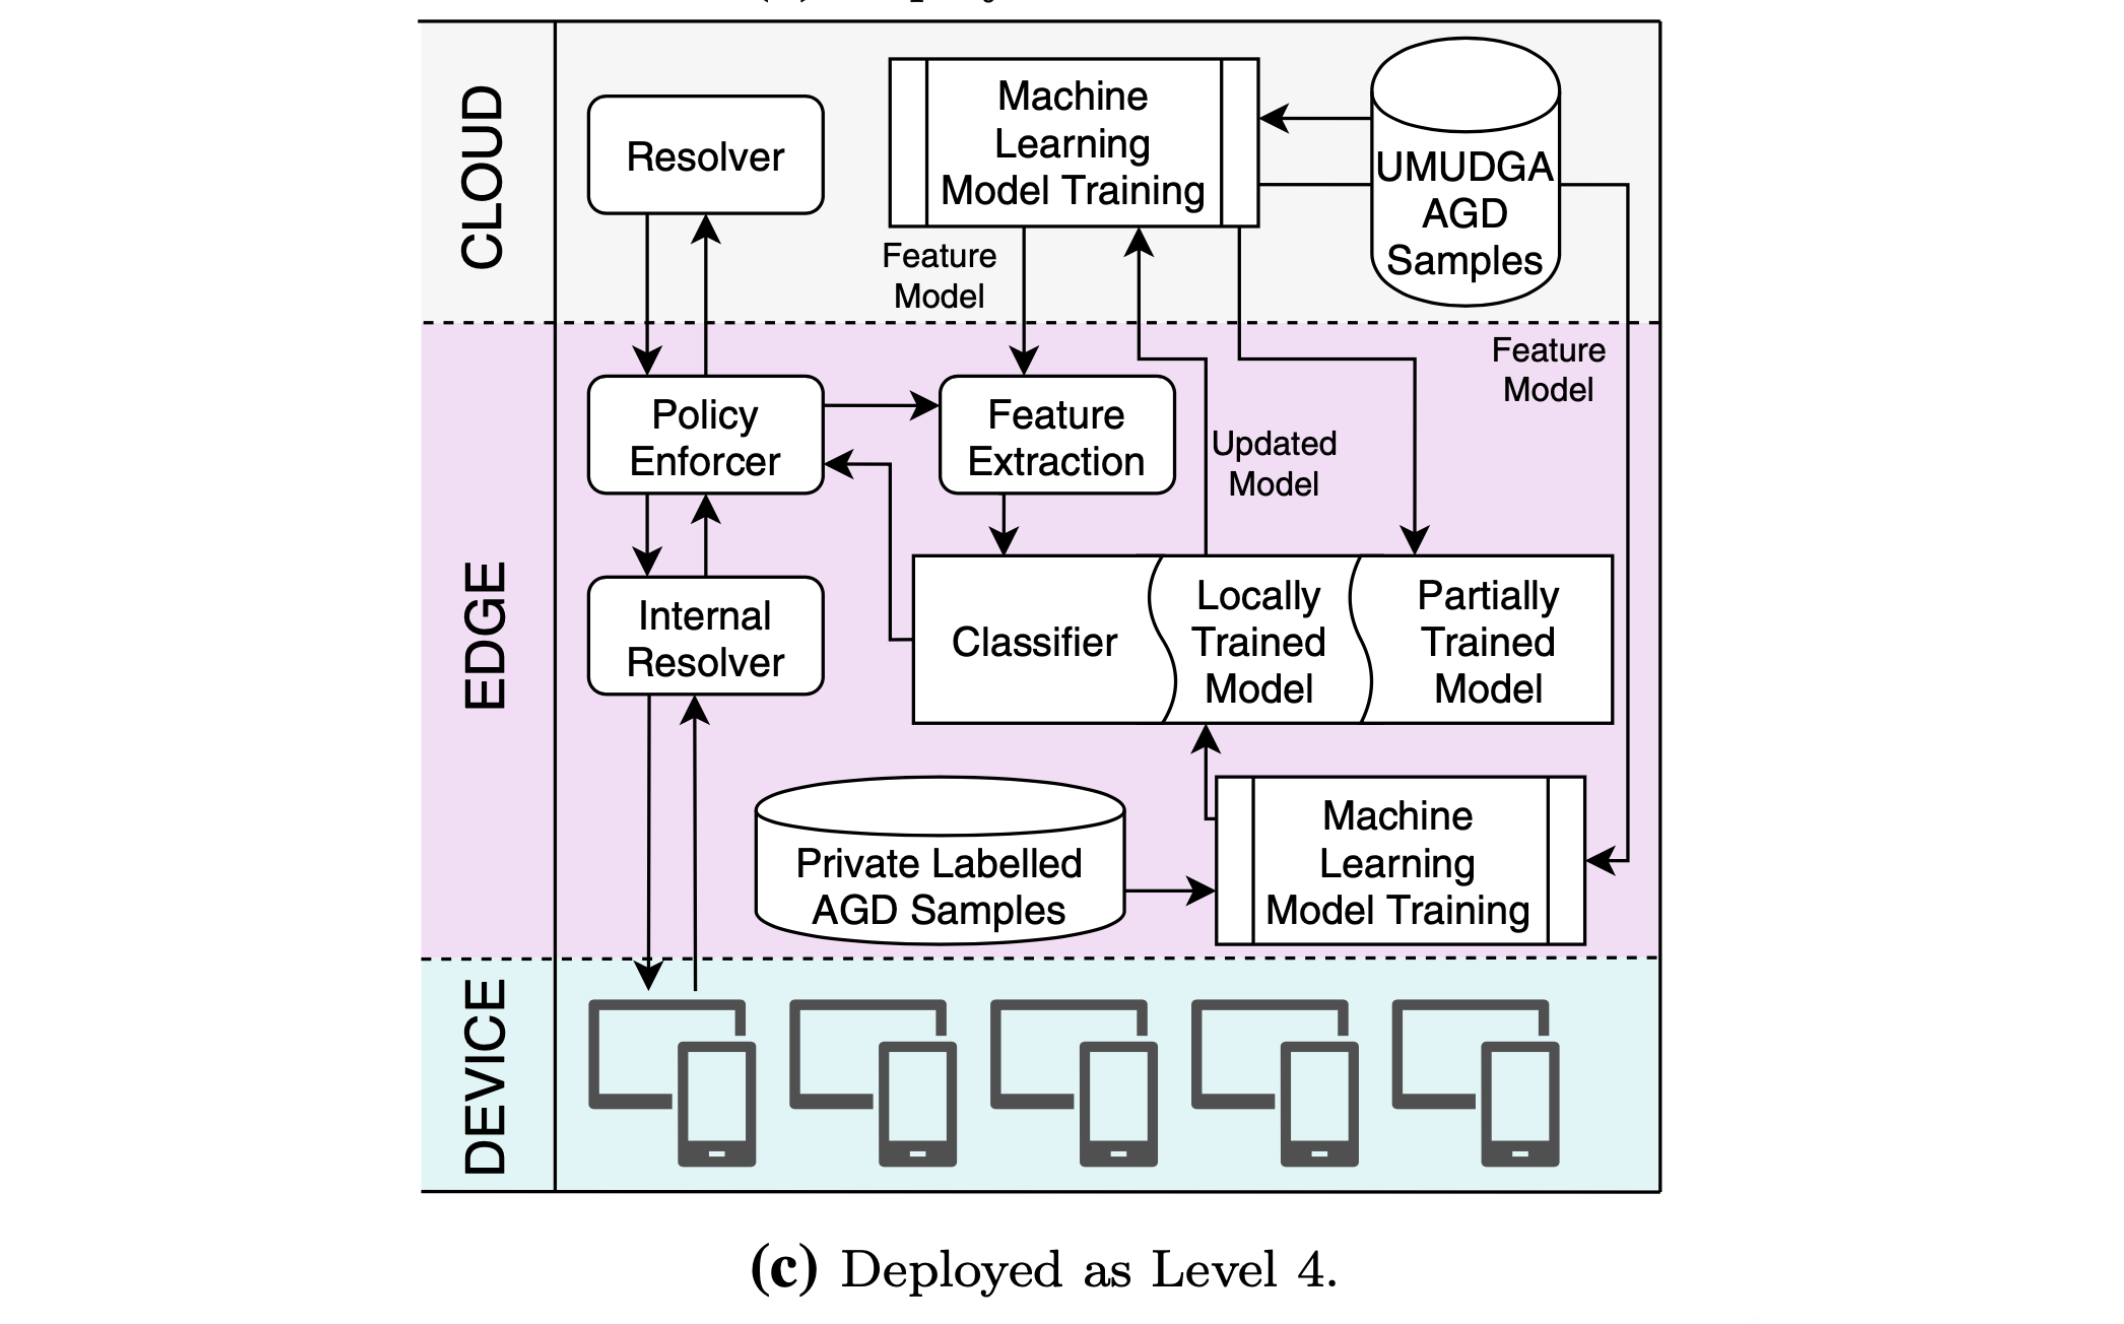 CLOUD
Resolver
Machine
Learning
Model Training
UMUDGA
AGD
Samples
Feature
Model
EDGE
Policy
Enforcer
Feature
Extraction
Updated
Model
Feature
Model
Internal
Resolver
Classifier
Locally
Trained
Model
Partially
Trained
Model
Private Labelled
AGD Samples
Machine
Learning
Model Training
DEVICE
(c) Deployed as Level 4.